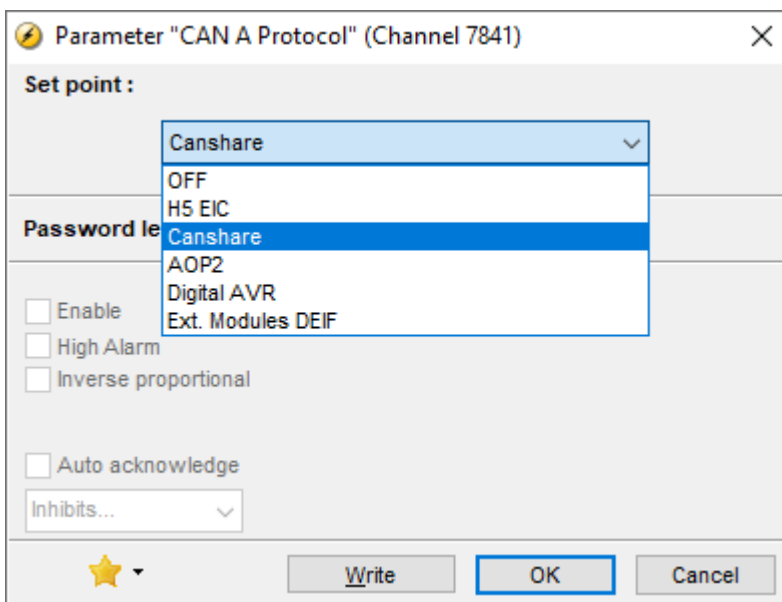 Parameter "CAN A Protocol" (Channel 7841)
Set point :
Canshare
OFF
H5 EIC
Password le
Canshare
AOP2
Digital AVR
Ext. Modules DEIF
Enable
High Alarm
Inverse proportional
Auto acknowledge
Inhibits...
Write
OK
Cancel